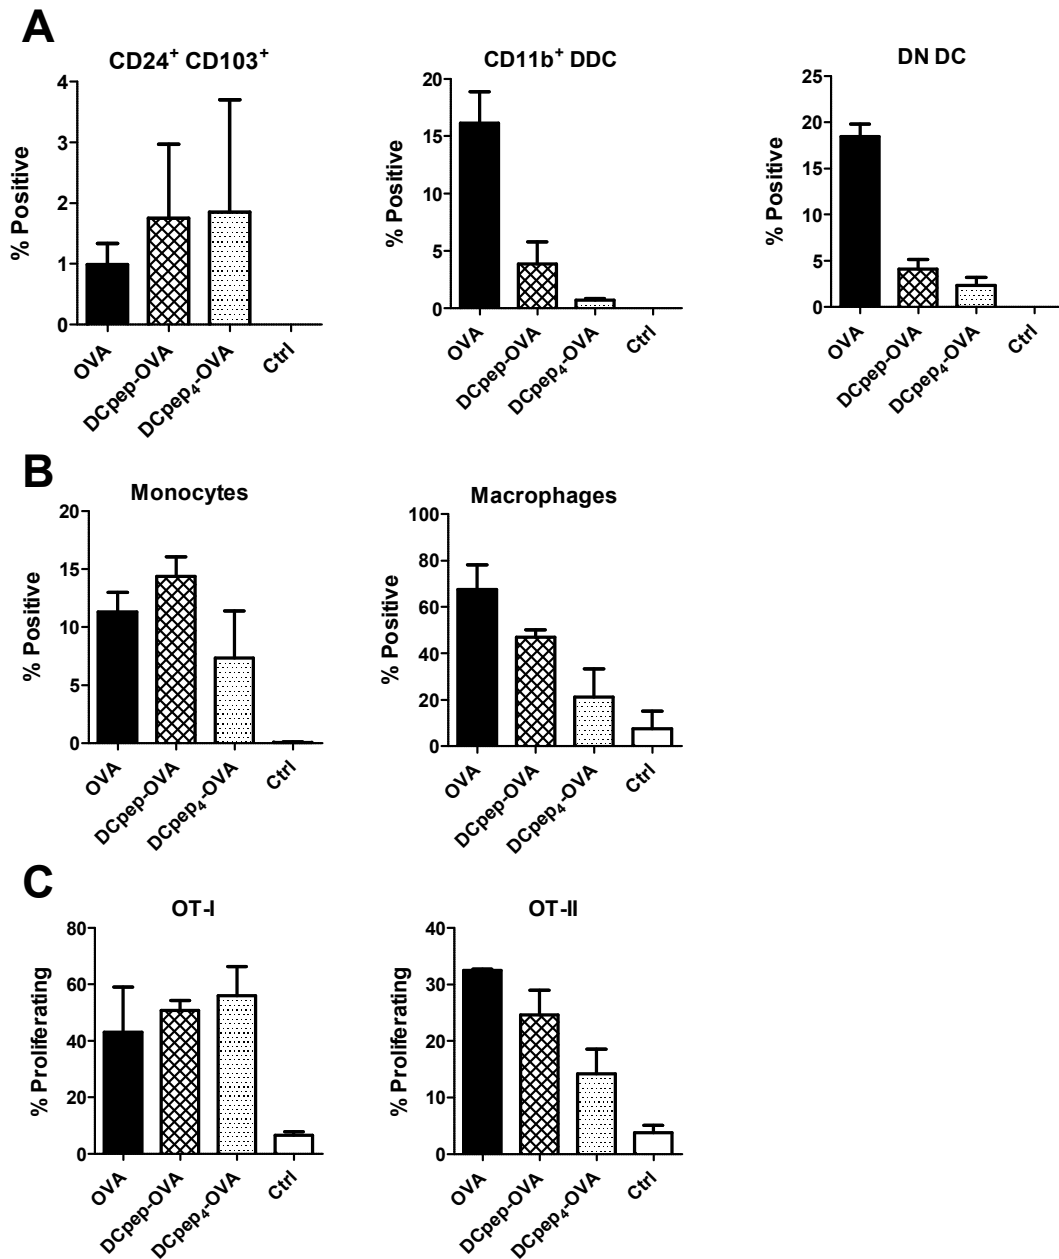 A
CD24+ CD103+
% Positive
4
3
2
1
0
OVA
DCpep-OVA
DCpep4-OVA
Ctrl
CD11b+ DDC
% Positive
20
15
10
5
0
OVA
DCpep-OVA
DCpep4-OVA
Ctrl
DN DC
% Positive
25
20
15
10
5
0
OVA
DCpep-OVA
DCpep4-OVA
Ctrl
B
Monocytes
% Positive
20
15
10
5
0
OVA
DCpep-OVA
DCpep4-OVA
Ctrl
Macrophages
% Positive
100
80
60
40
20
0
OVA
DCpep-OVA
DCpep4-OVA
Ctrl
C
OT-I
% Proliferating
80
60
40
20
0
OVA
DCpep-OVA
DCpep4-OVA
Ctrl
OT-II
% Proliferating
40
30
20
10
0
OVA
DCpep-OVA
DCpep4-OVA
Ctrl